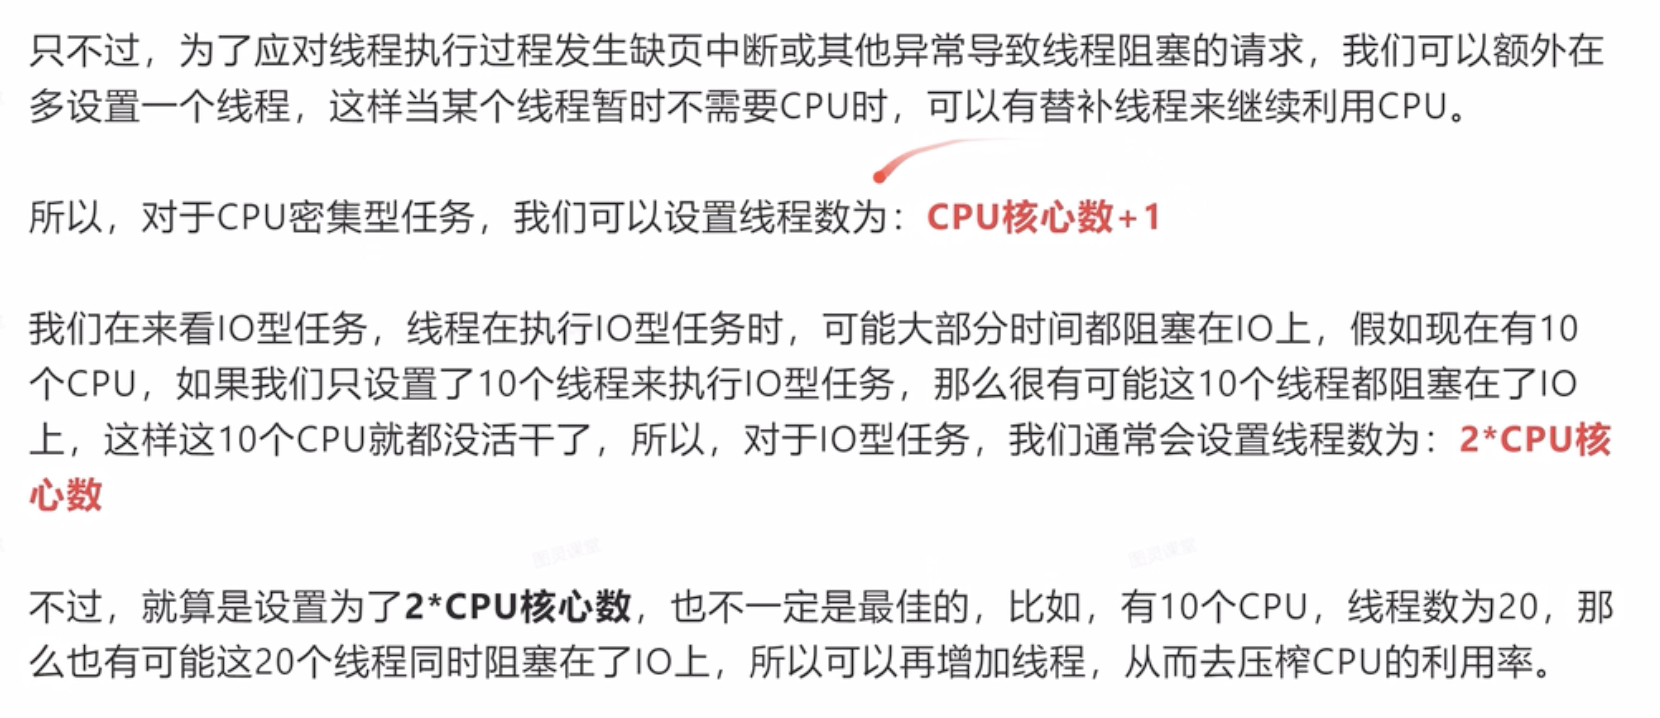 只不过，为了应对线程执行过程发生缺页中断或其他异常导致线程阻塞的请求，我们可以额外在
多设置一个线程，这样当某个线程暂时不需要CPU时，可以有替补线程来继续利用CPU。
所以，对于CPU密集型任务，我们可以设置线程数为：CPU核心数+1
我们在来看IO型任务，线程在执行IO型任务时，可能大部分时间都阻塞在IO上，假如现在有10
个CPU，如果我们只设置了10个线程来执行IO型任务，那么很有可能这10个线程都阻塞在了IO
上，这样这10个CPU就都没活干了，所以，对于IO型任务，我们通常会设置线程数为：2*CPU核
心数
图灵课堂 图灵课堂
不过，就算是设置为了2*CPU核心数，也不一定是最佳的，比如，有10个CPU，线程数为20，那
么也有可能这20个线程同时阻塞在了IO上，所以可以再增加线程，从而去压榨CPU的利用率。